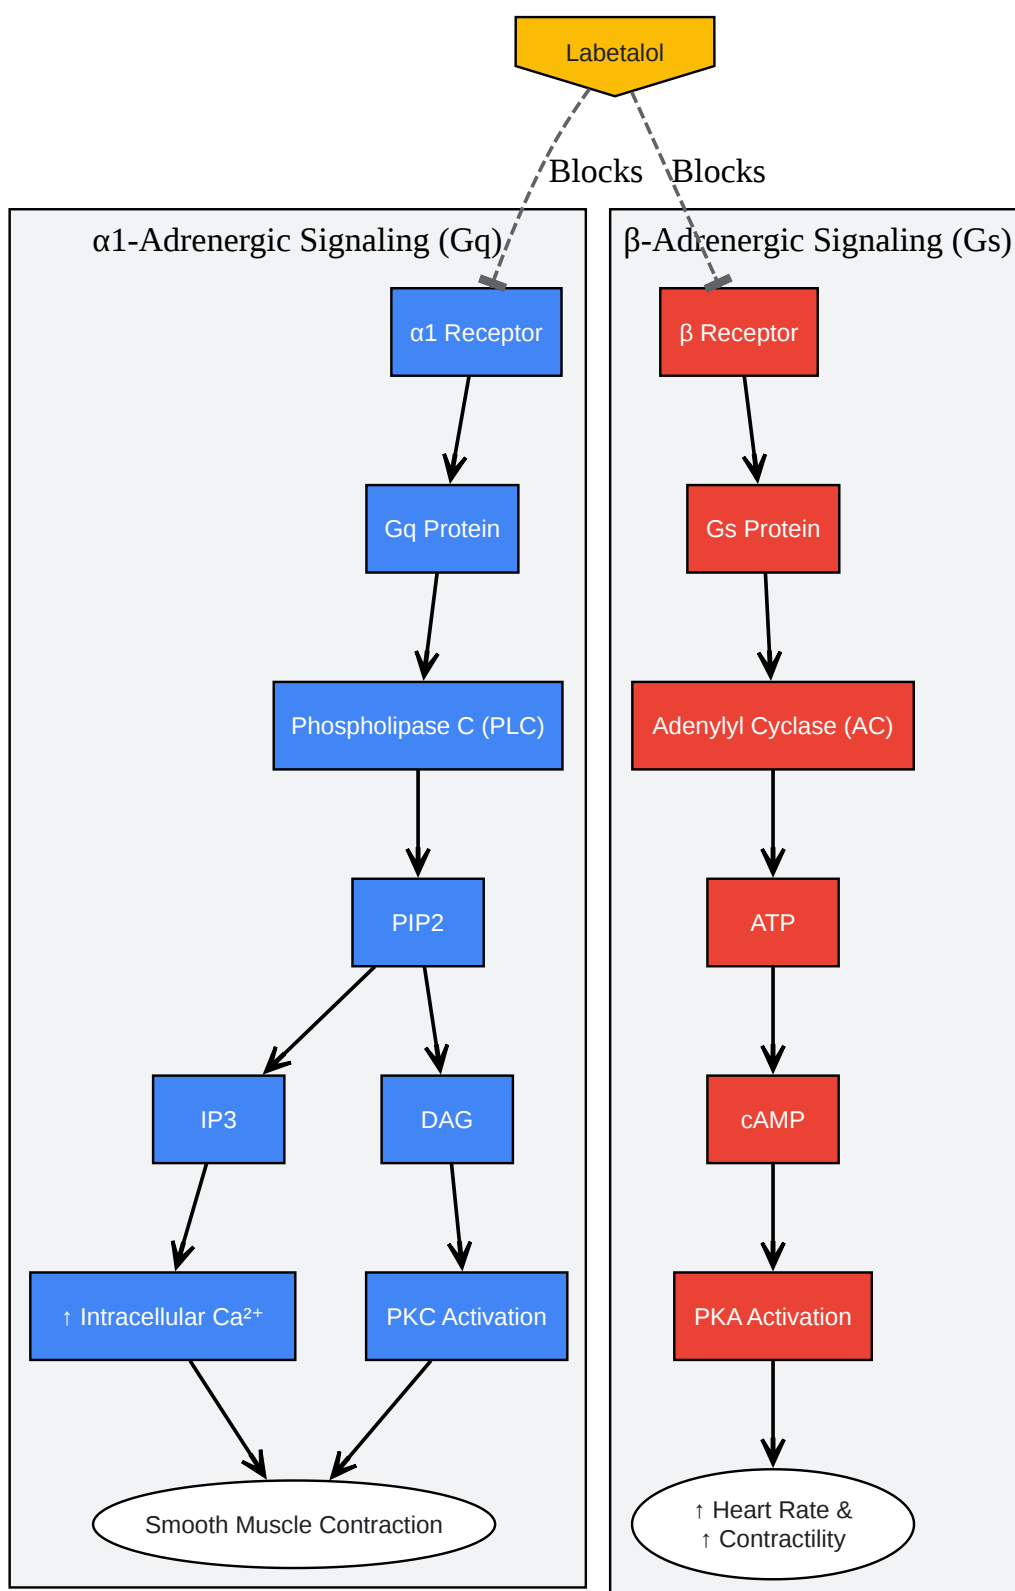 Labetalol
Blocks
Blocks
α1-Adrenergic Signaling (Gq)
α1 Receptor
Gq Protein
Phospholipase C (PLC)
PIP2
IP3
DAG
↑ Intracellular Ca²⁺
PKC Activation
Smooth Muscle Contraction
β-Adrenergic Signaling (Gs)
β Receptor
Gs Protein
Adenylyl Cyclase (AC)
ATP
cAMP
PKA Activation
↑ Heart Rate &
↑ Contractility